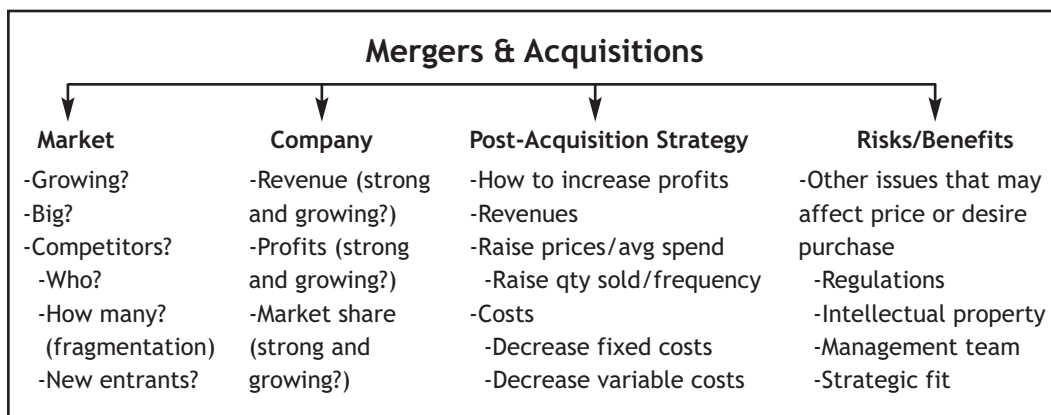 Mergers & Acquisitions
Market
-Growing?
-Big?
-Competitors?
-Who?
-How many?
(fragmentation)
-New entrants?
Company
-Revenue (strong
and growing?)
-Profits (strong
and growing?)
-Market share
(strong and
growing?)
Post-Acquisition Strategy
-How to increase profits
-Revenues
-Raise prices/avg spend
-Raise qty sold/frequency
-Costs
-Decrease fixed costs
-Decrease variable costs
Risks/Benefits
-Other issues that may
affect price or desire
purchase
-Regulations
-Intellectual property
-Management team
-Strategic fit